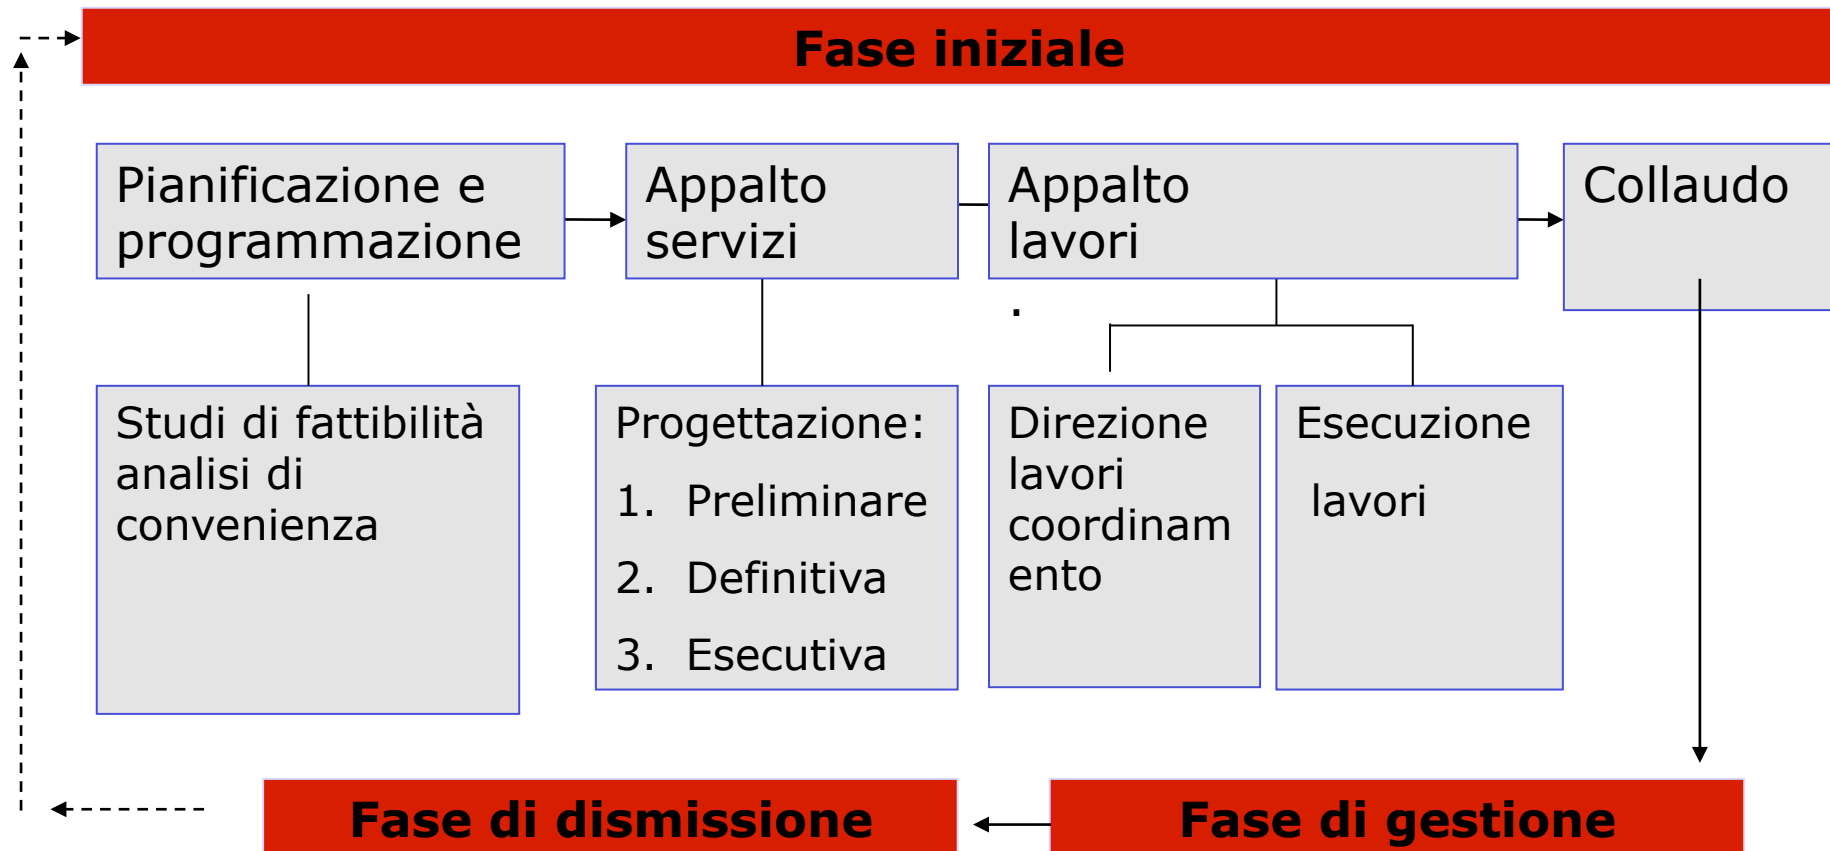 Fase iniziale
Pianificazione e
programmazione
Appalto
servizi
Appalto
lavori
.
Collaudo
Studi di fattibilità
analisi di
convenienza
Progettazione:
1. Preliminare
2. Definitiva
3. Esecutiva
Direzione
lavori
coordinam
ento
Esecuzione
lavori
Fase di dismissione
Fase di gestione